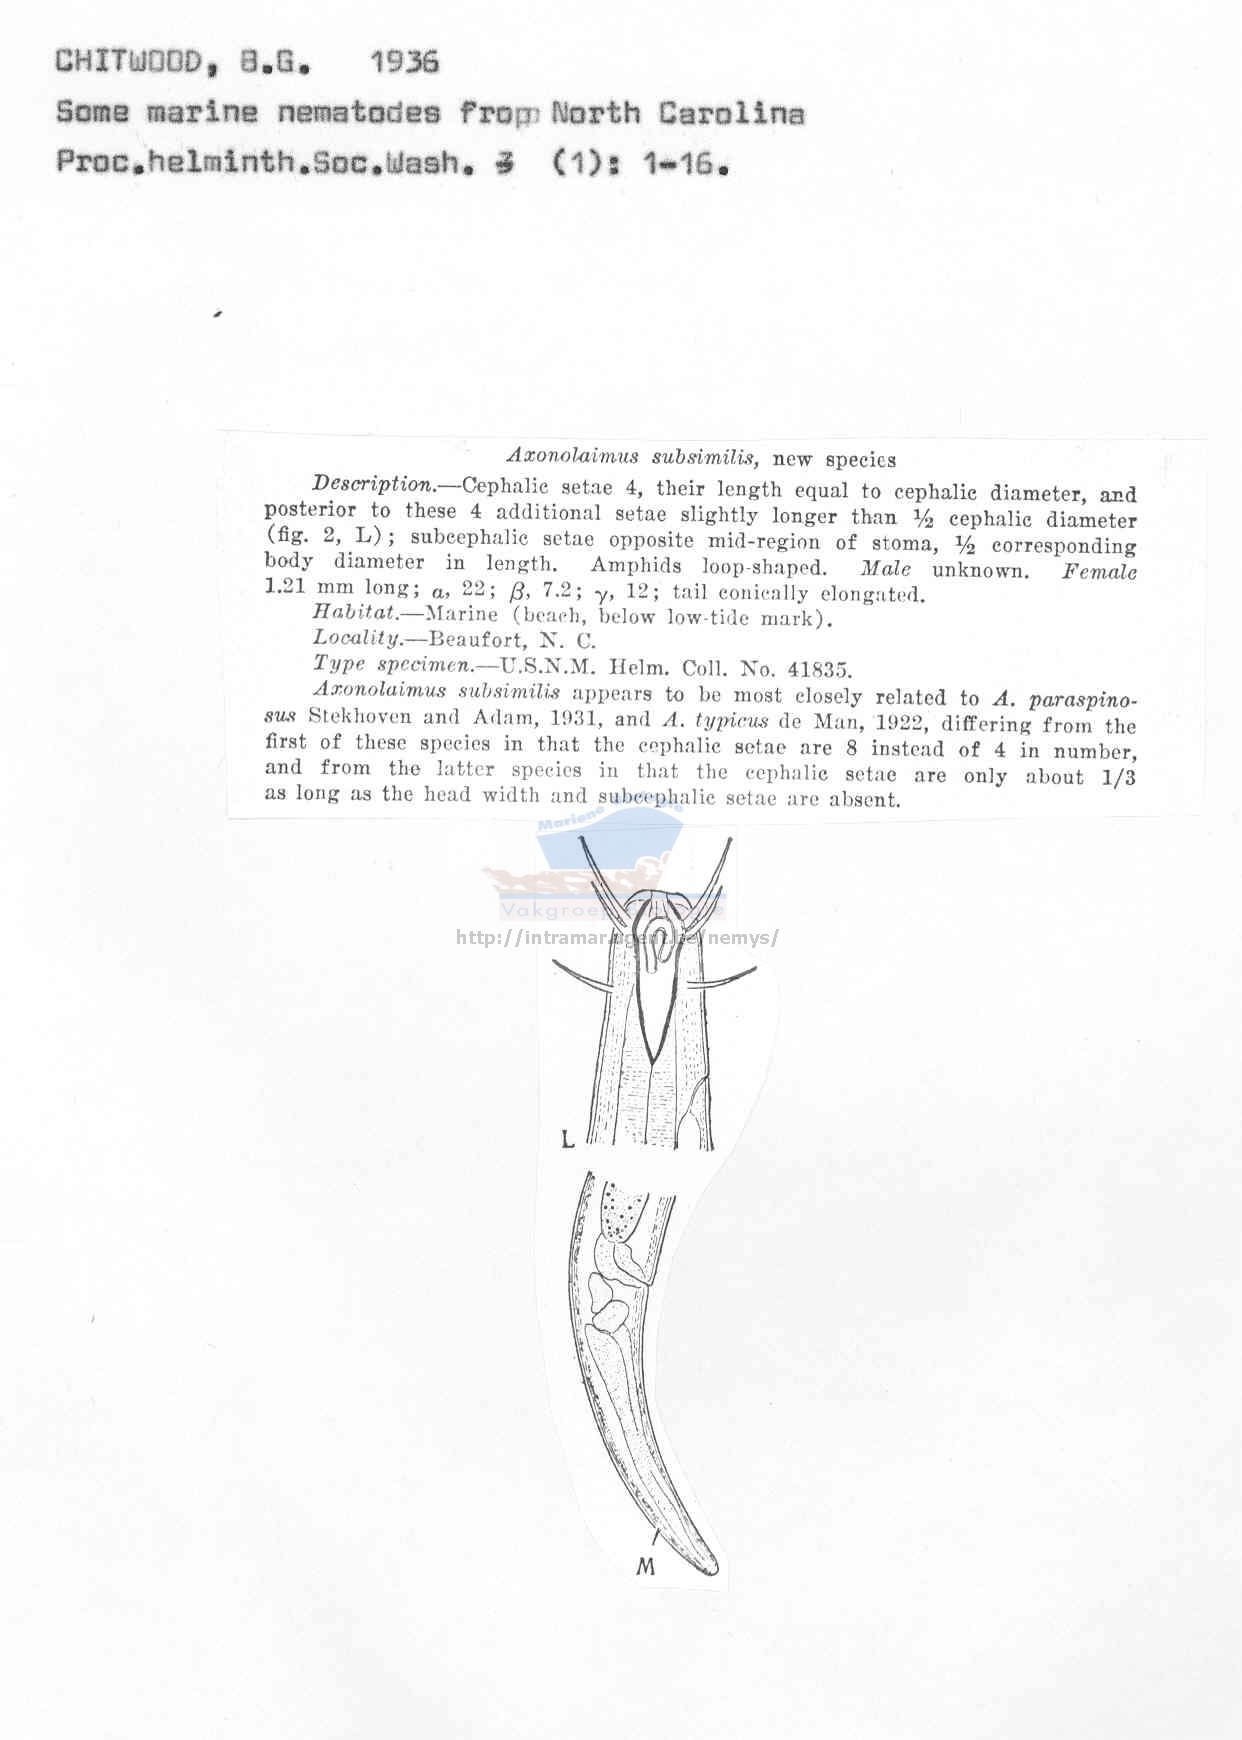 CHITWOOD, B.G. 1936
Some marine nematodes from North Carolina
Proc.helminth.Soc.Wash. 3 (1): 1-16.
Axonolaimus subsimilis, new species
Description.—Cephalic setae 4, their length equal to cephalic diameter, and
posterior to these 4 additional setae slightly longer than ½ cephalic diameter
(fig. 2, L); subcephalic setae opposite mid-region of stoma, ½ corresponding
body diameter in length. Amphids loop-shaped. Male unknown. Female
1.21 mm long; α, 22; β, 7.2; γ, 12; tail conically elongated.
Habitat.—Marine (beach, below low-tide mark).
Locality.—Beaufort, N. C.
Type specimen.—U.S.N.M. Helm. Coll. No. 41835.
Axonolaimus subsimilis appears to be most closely related to A. paraspino-
sus Stekhoven and Adam, 1931, and A. typicus de Man, 1922, differing from the
first of these species in that the cephalic setae are 8 instead of 4 in number,
and from the latter species in that the cephalic setae are only about 1/3
as long as the head width and subcephalic setae are absent.
Mariene
Vakgroep
http://intramar.ugent.be/nemys/
L
M